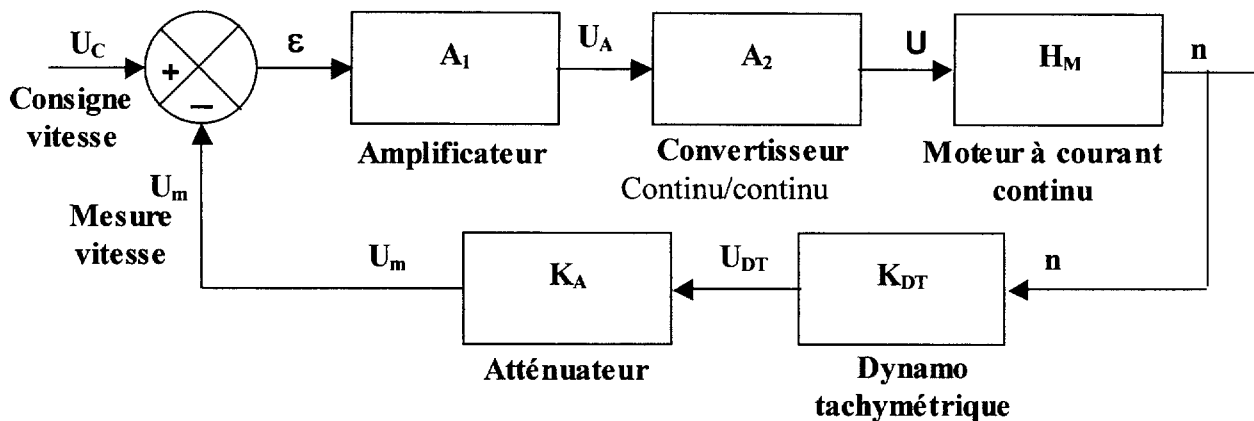 U_C
Consigne
vitesse
+
−
ε
A₁
Amplificateur
U_A
A₂
Convertisseur
Continu/continu
U
H_M
Moteur à courant
continu
n
U_m
Mesure
vitesse
U_m
K_A
Atténuateur
U_DT
K_DT
Dynamo
tachymétrique
n